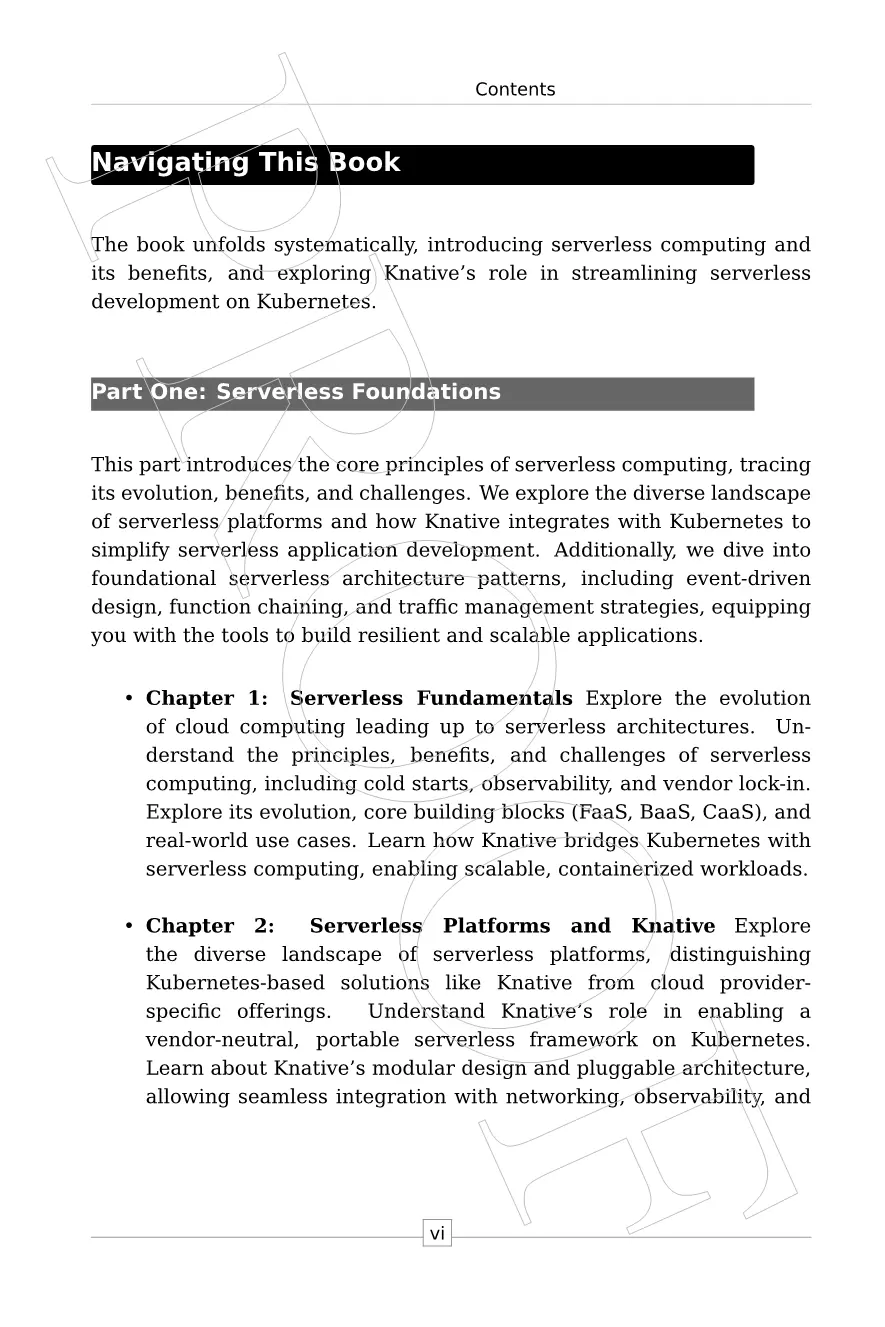 Contents
Navigating This Book
The book unfolds systematically, introducing serverless computing and
its benefits, and exploring Knative’s role in streamlining serverless
development on Kubernetes.
Part One: Serverless Foundations
This part introduces the core principles of serverless computing, tracing
its evolution, benefits, and challenges. We explore the diverse landscape
of serverless platforms and how Knative integrates with Kubernetes to
simplify serverless application development. Additionally, we dive into
foundational serverless architecture patterns, including event-driven
design, function chaining, and traffic management strategies, equipping
you with the tools to build resilient and scalable applications.
• Chapter 1: Serverless Fundamentals Explore the evolution
of cloud computing leading up to serverless architectures. Un-
derstand the principles, benefits, and challenges of serverless
computing, including cold starts, observability, and vendor lock-in.
Explore its evolution, core building blocks (FaaS, BaaS, CaaS), and
real-world use cases. Learn how Knative bridges Kubernetes with
serverless computing, enabling scalable, containerized workloads.
• Chapter 2: Serverless Platforms and Knative Explore
the diverse landscape of serverless platforms, distinguishing
Kubernetes-based solutions like Knative from cloud provider-
specific offerings. Understand Knative’s role in enabling a
vendor-neutral, portable serverless framework on Kubernetes.
Learn about Knative’s modular design and pluggable architecture,
allowing seamless integration with networking, observability, and
vi
PROOF